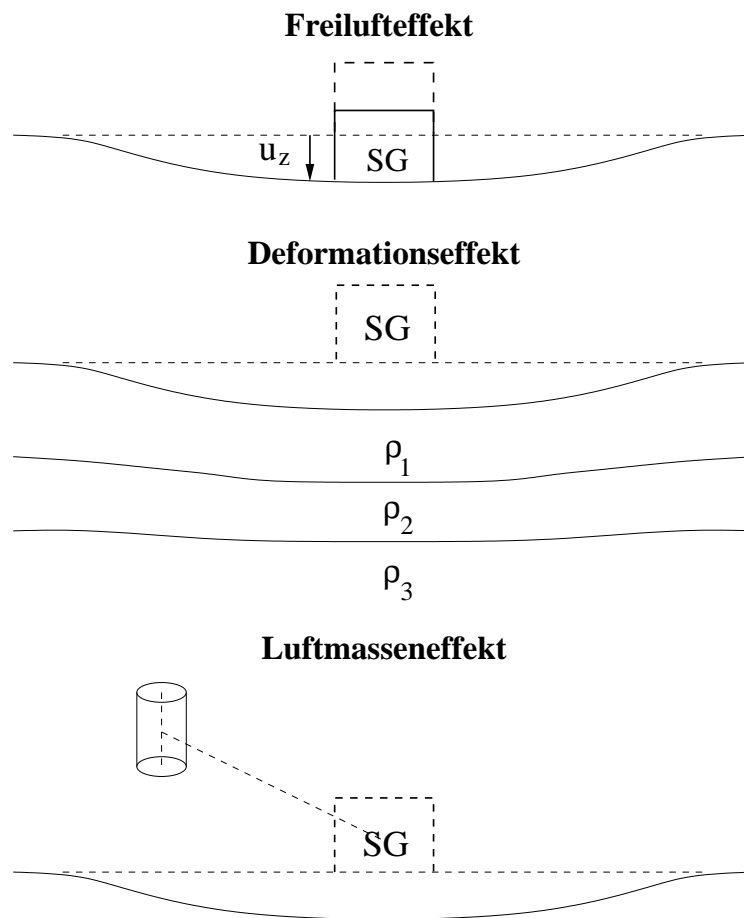 Freilufteffekt
u_z
SG
Deformationseffekt
SG
ρ_1
ρ_2
ρ_3
Luftmasseneffekt
SG